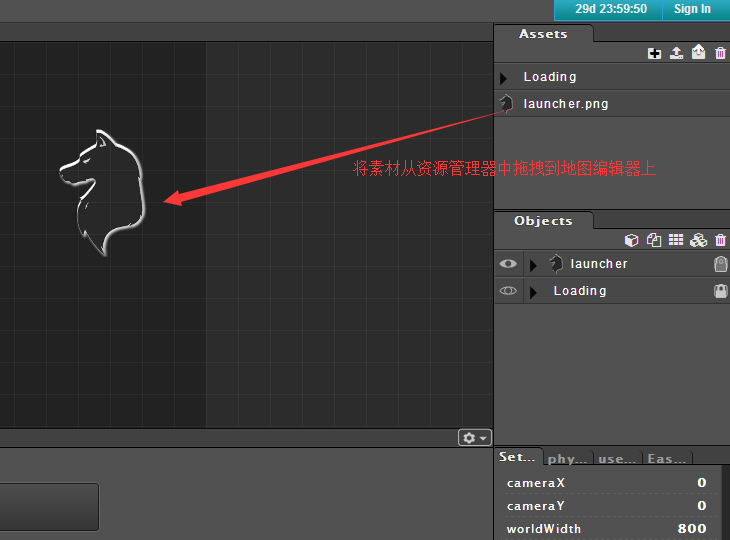 29d 23:59:50 Sign In
Assets
Loading
launcher.png
将素材从资源管理器中拖拽到地图编辑器上
Objects
launcher
Loading
Set... phy... use... Eas...
cameraX 0
cameraY 0
worldWidth 800